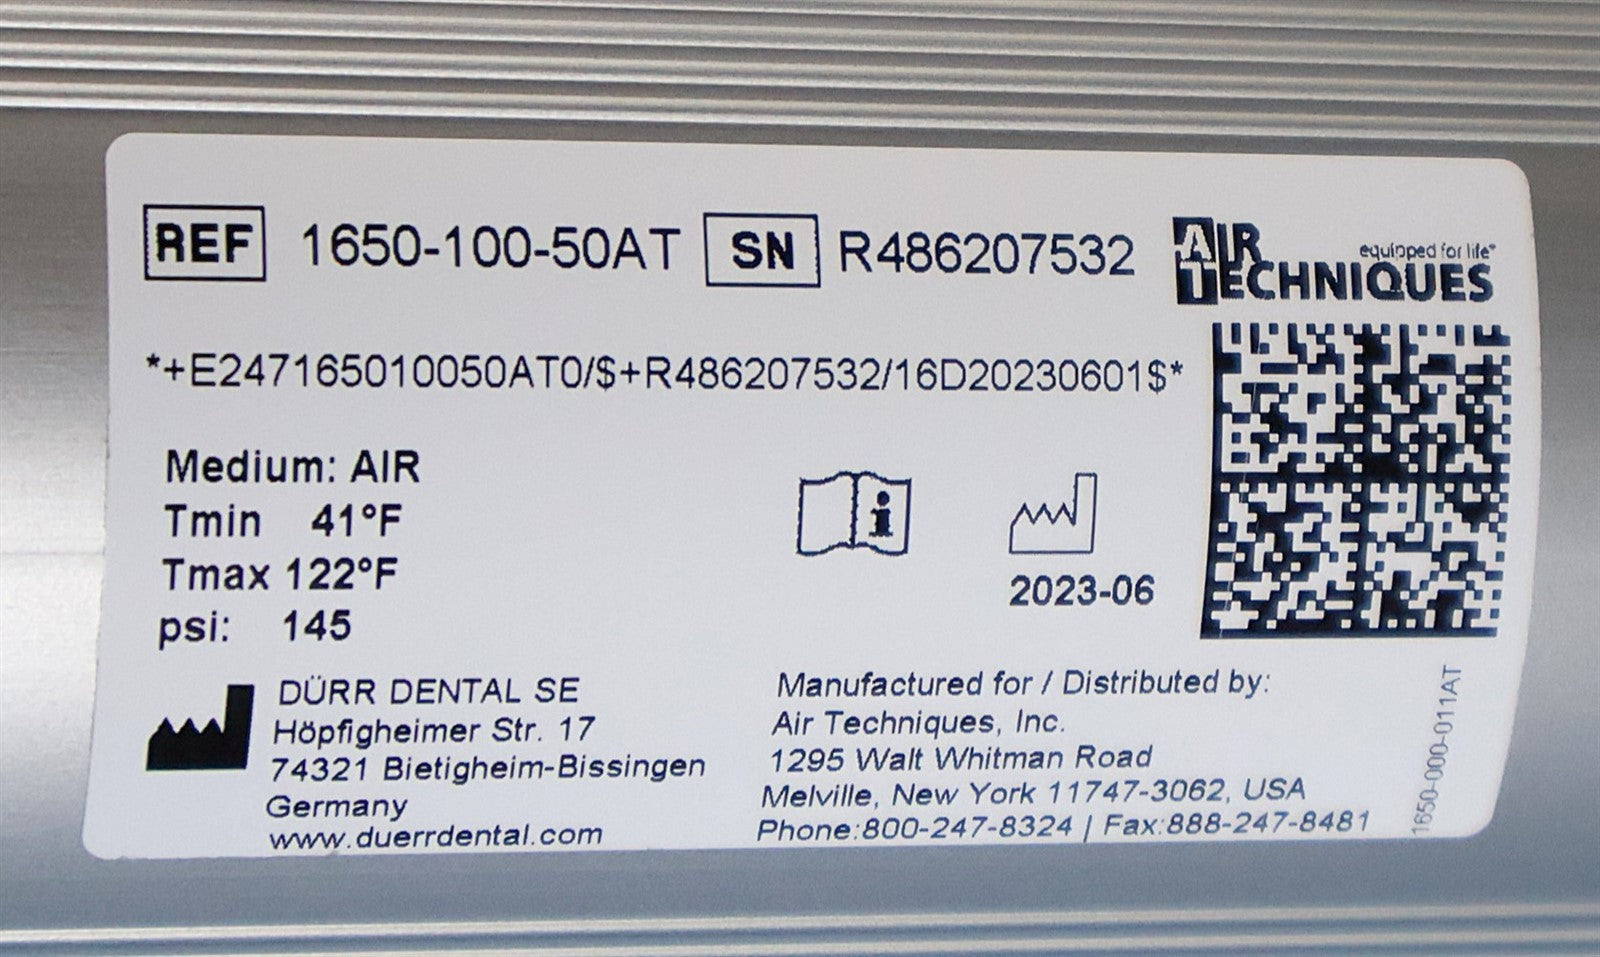 REF 1650-100-50AT SN R486207532
AIR TECHNIQUES
equipped for life®
*+E247165010050AT0/$+R486207532/16D20230601$*
Medium: AIR
Tmin 41°F
Tmax 122°F
psi: 145
i
2023-06
DÜRR DENTAL SE
Höpfigheimer Str. 17
74321 Bietigheim-Bissingen
Germany
www.duerrdental.com
Manufactured for / Distributed by:
Air Techniques, Inc.
1295 Walt Whitman Road
Melville, New York 11747-3062, USA
Phone:800-247-8324 | Fax:888-247-8481
1650-000-011AT